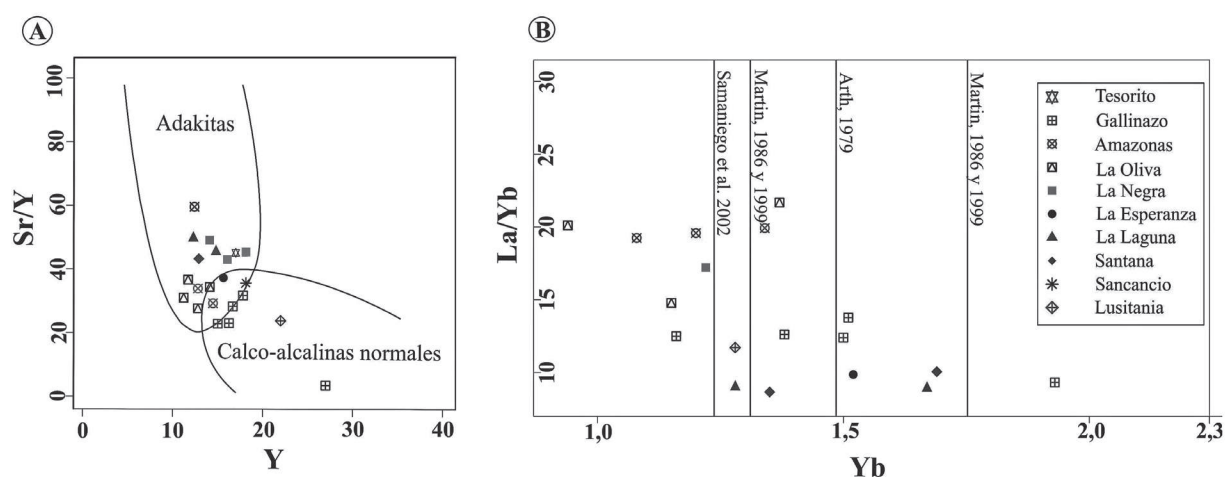 A
100
80
60
40
20
0
Sr/Y
Adakitas
Calco-alcalinas normales
0
10
20
30
40
Y
B
30
25
20
15
10
La/Yb
Samaniego et al. 2002
Martin, 1986 y 1999
Arth, 1979
Martin, 1986 y 1999
Tesorito
Gallinazo
Amazonas
La Oliva
La Negra
La Esperanza
La Laguna
Santana
Sancancio
Lusitania
1,0
1,5
2,0
2,3
Yb